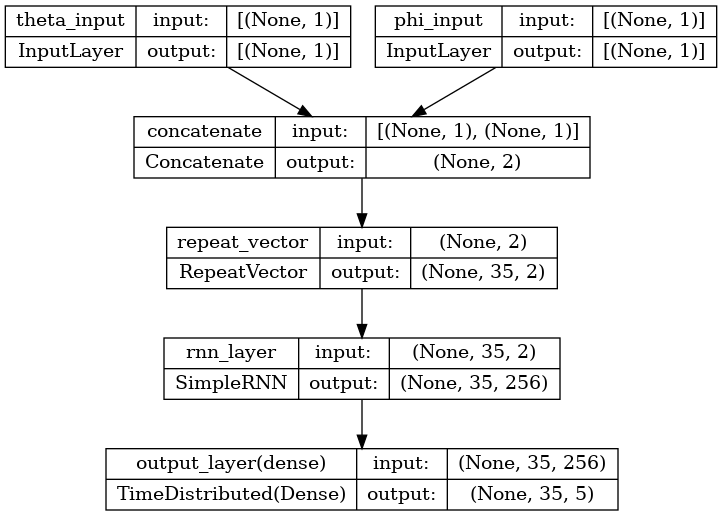 theta_input input: [(None, 1)]
InputLayer output: [(None, 1)]
phi_input input: [(None, 1)]
InputLayer output: [(None, 1)]
concatenate input: [(None, 1), (None, 1)]
Concatenate output: (None, 2)
repeat_vector input: (None, 2)
RepeatVector output: (None, 35, 2)
rnn_layer input: (None, 35, 2)
SimpleRNN output: (None, 35, 256)
output_layer(dense) input: (None, 35, 256)
TimeDistributed(Dense) output: (None, 35, 5)